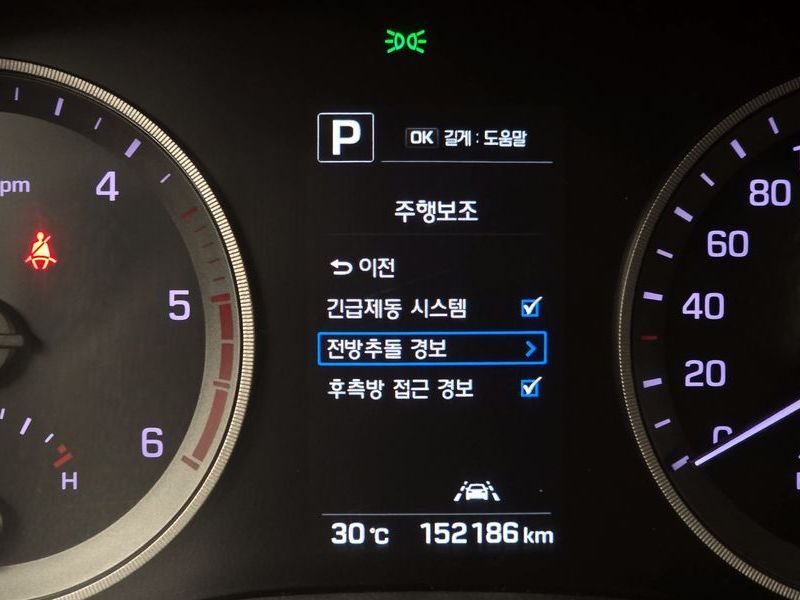 P
OK 길게 : 도움말
주행보조
이전
긴급제동 시스템
전방추돌 경보
후측방 접근 경보
30 °C 152186 km
pm
4
5
6
H
80
60
40
20
0